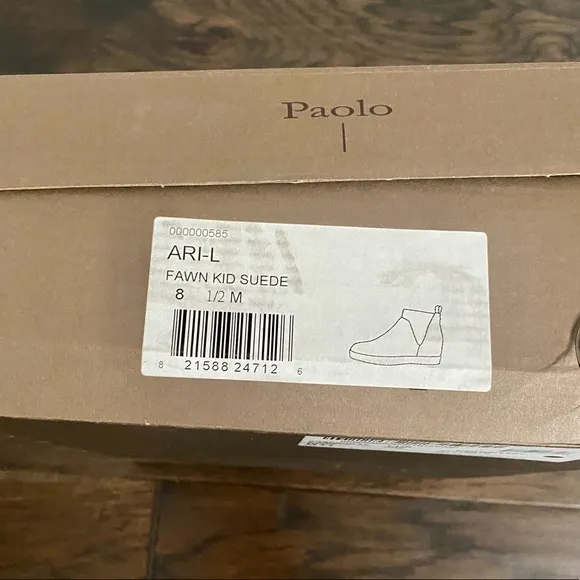 Paolo
000000585
ARI-L
FAWN KID SUEDE
8 1/2 M
8 21588 24712 6